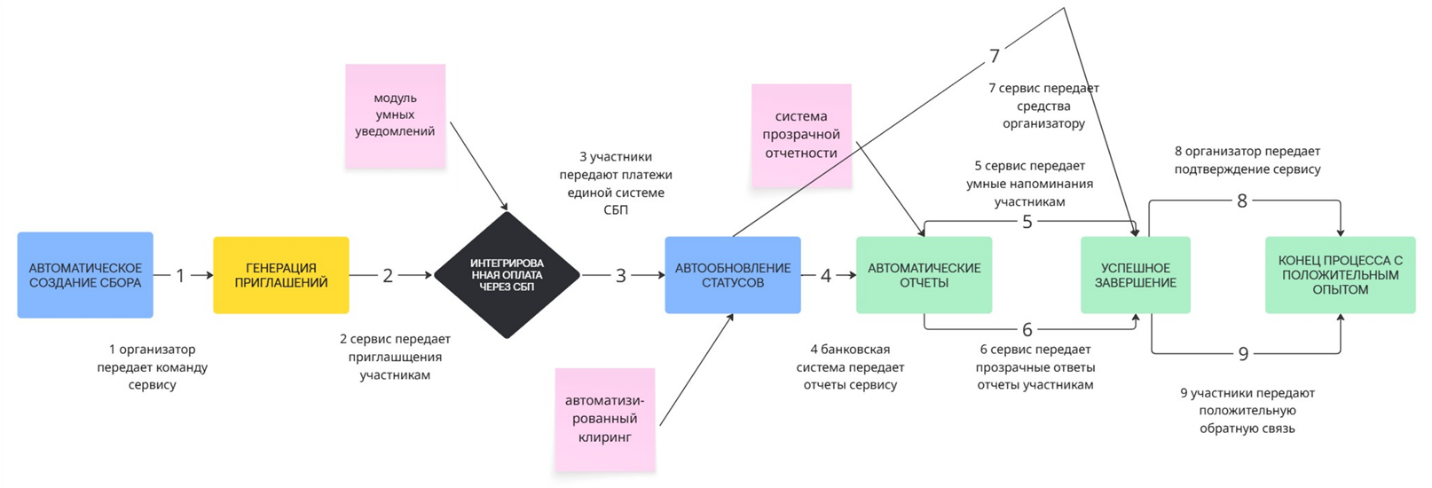 7
модуль
умных
уведомлений
система
прозрачной
отчетности
7 сервис передает
средства
организатору
3 участники
передают платежи
единой системе
СБП
5 сервис передает
умные напоминания
участникам
8 организатор передает
подтверждение сервису
5
8
АВТОМАТИЧЕСКОЕ
СОЗДАНИЕ СБОРА
1
ГЕНЕРАЦИЯ
ПРИГЛАШЕНИЙ
2
ИНТЕГРИРОВА
ННАЯ ОПЛАТА
ЧЕРЕЗ СБП
3
АВТООБНОВЛЕНИЕ
СТАТУСОВ
4
АВТОМАТИЧЕСКИЕ
ОТЧЕТЫ
УСПЕШНОЕ
ЗАВЕРШЕНИЕ
КОНЕЦ ПРОЦЕССА С
ПОЛОЖИТЕЛЬНЫМ
ОПЫТОМ
6
9
1 организатор
передает команду
сервису
2 сервис передает
приглашщения
участникам
4 банковская
система передает
отчеты сервису
6 сервис передает
прозрачные ответы
отчеты участникам
автоматизи-
рованный
клиринг
9 участники передают
положительную
обратную связь